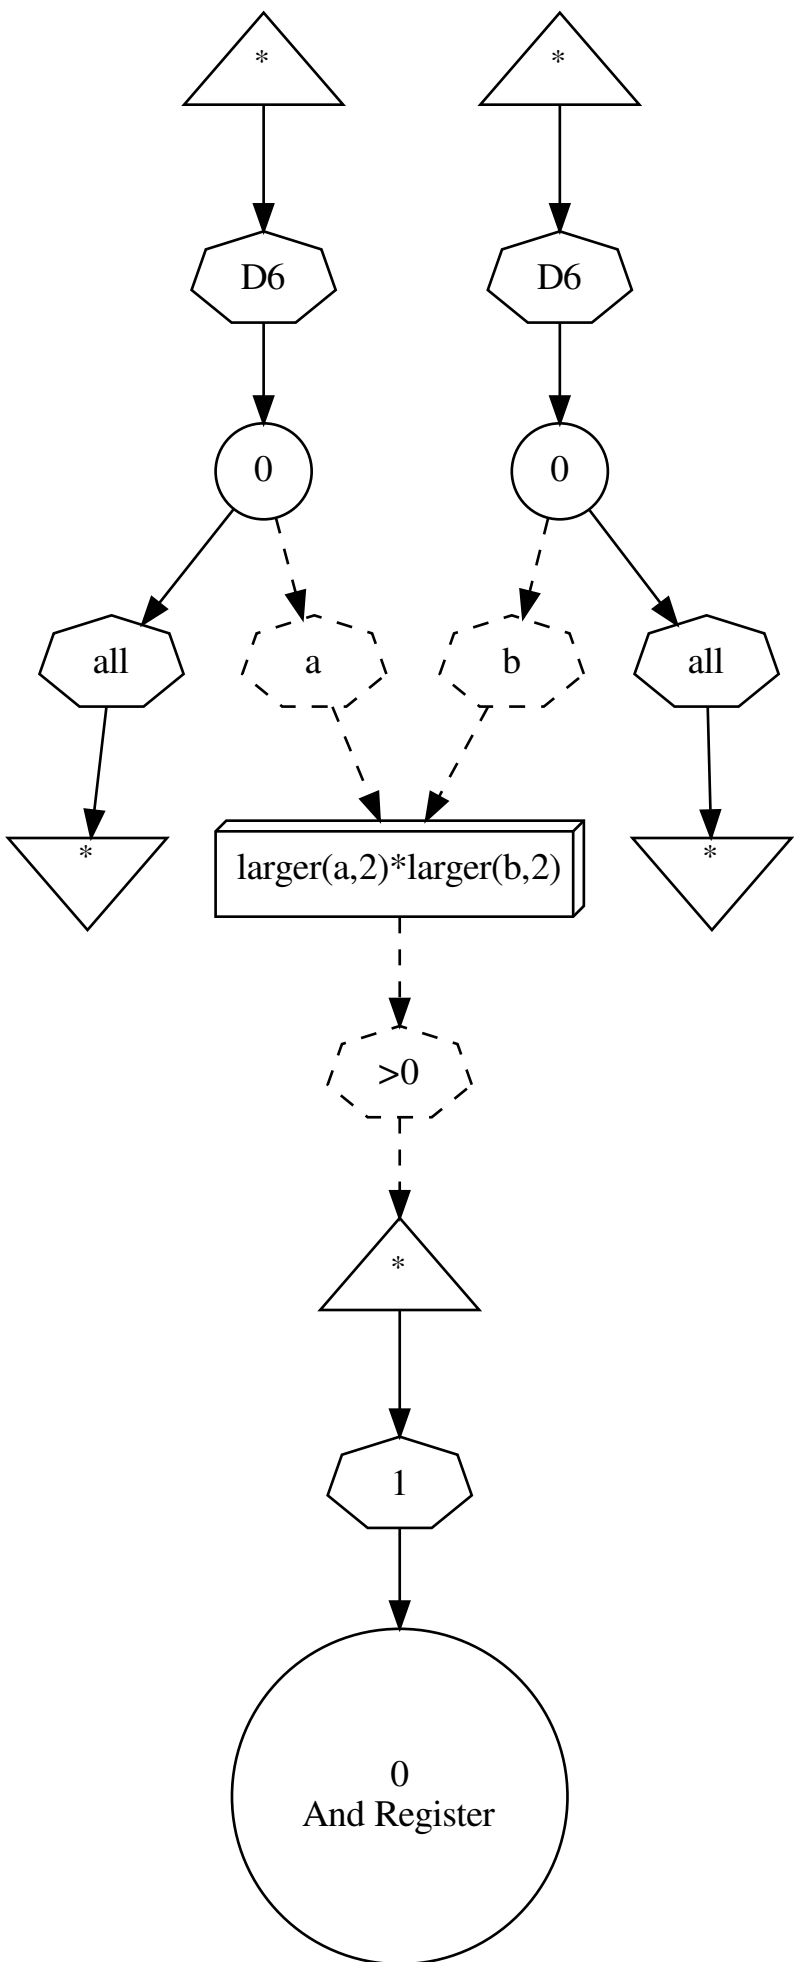 * *
D6 D6
0 0
all a b all
* larger(a,2)*larger(b,2) *
>0
*
1
0
And Register